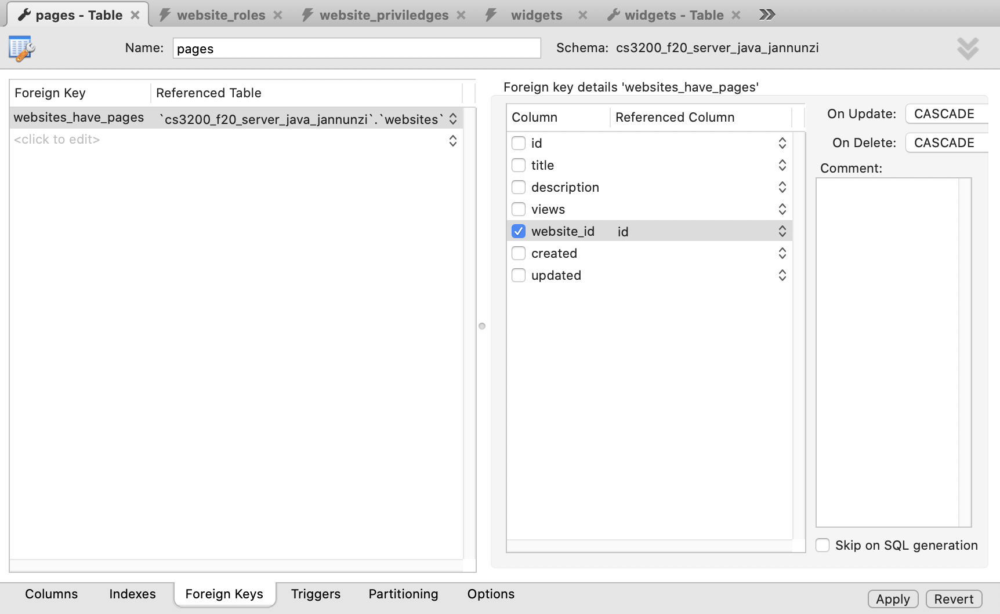 pages - Table website_roles website_priviledges widgets widgets - Table
Name: pages Schema: cs3200_f20_server_java_jannunzi
Foreign Key Referenced Table
websites_have_pages `cs3200_f20_server_java_jannunzi`.`websites`
<click to edit>
Foreign key details 'websites_have_pages'
Column Referenced Column
id
title
description
views
website_id id
created
updated
On Update: CASCADE
On Delete: CASCADE
Comment:
Skip on SQL generation
Columns Indexes Foreign Keys Triggers Partitioning Options
Apply Revert